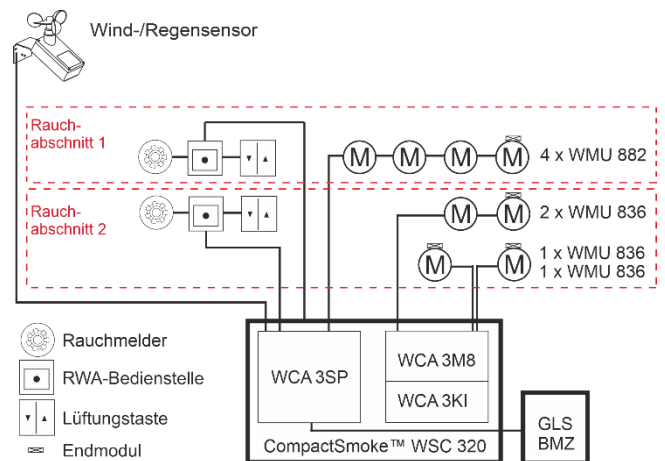 Wind-/Regensensor
Rauch-
abschnitt 1
M M M M 4 x WMU 882
Rauch-
abschnitt 2
M M 2 x WMU 836
M M 1 x WMU 836
1 x WMU 836
Rauchmelder
RWA-Bedienstelle
Lüftungstaste
Endmodul
WCA 3SP
WCA 3M8
WCA 3KI
CompactSmoke™ WSC 320
GLS
BMZ